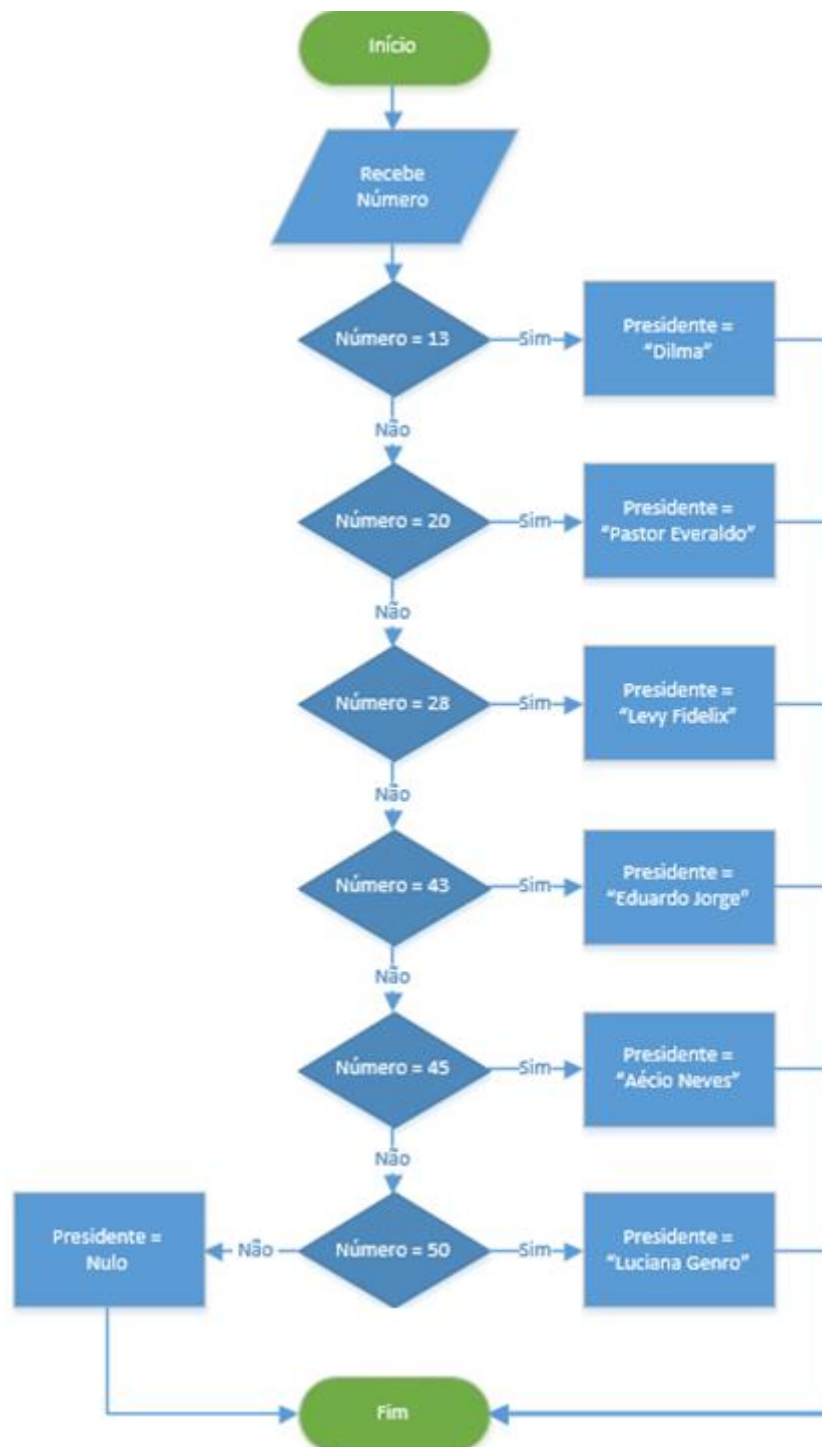 Início
Recebe
Número
Número = 13
Sim
Presidente =
“Dilma”
Não
Número = 20
Sim
Presidente =
“Pastor Everaldo”
Não
Número = 28
Sim
Presidente =
“Levy Fidelix”
Não
Número = 43
Sim
Presidente =
“Eduardo Jorge”
Não
Número = 45
Sim
Presidente =
“Aécio Neves”
Não
Presidente =
Nulo
Não
Número = 50
Sim
Presidente =
“Luciana Genro”
Fim